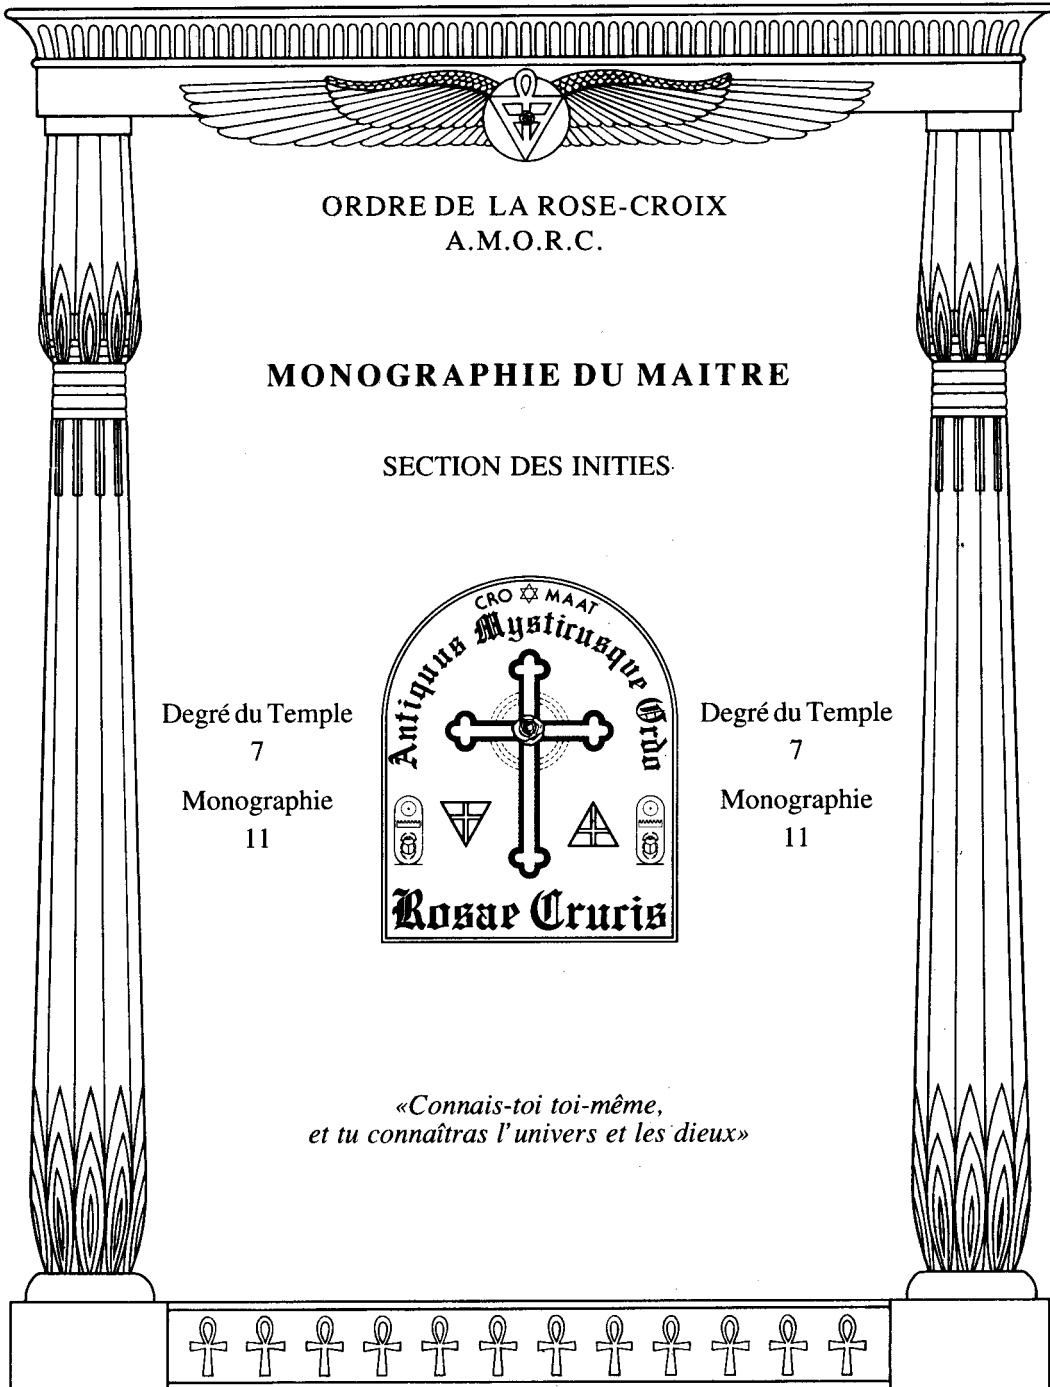 ORDRE DE LA ROSE-CROIX
A.M.O.R.C.
MONOGRAPHIE DU MAITRE
SECTION DES INITIES
CRO MAAT
Antiquus Mysticusque Ordo
Degré du Temple
7
Monographie
11
Degré du Temple
7
Monographie
11
Rosae Crucis
«Connais-toi toi-même,
et tu connaîtras l'univers et les dieux»